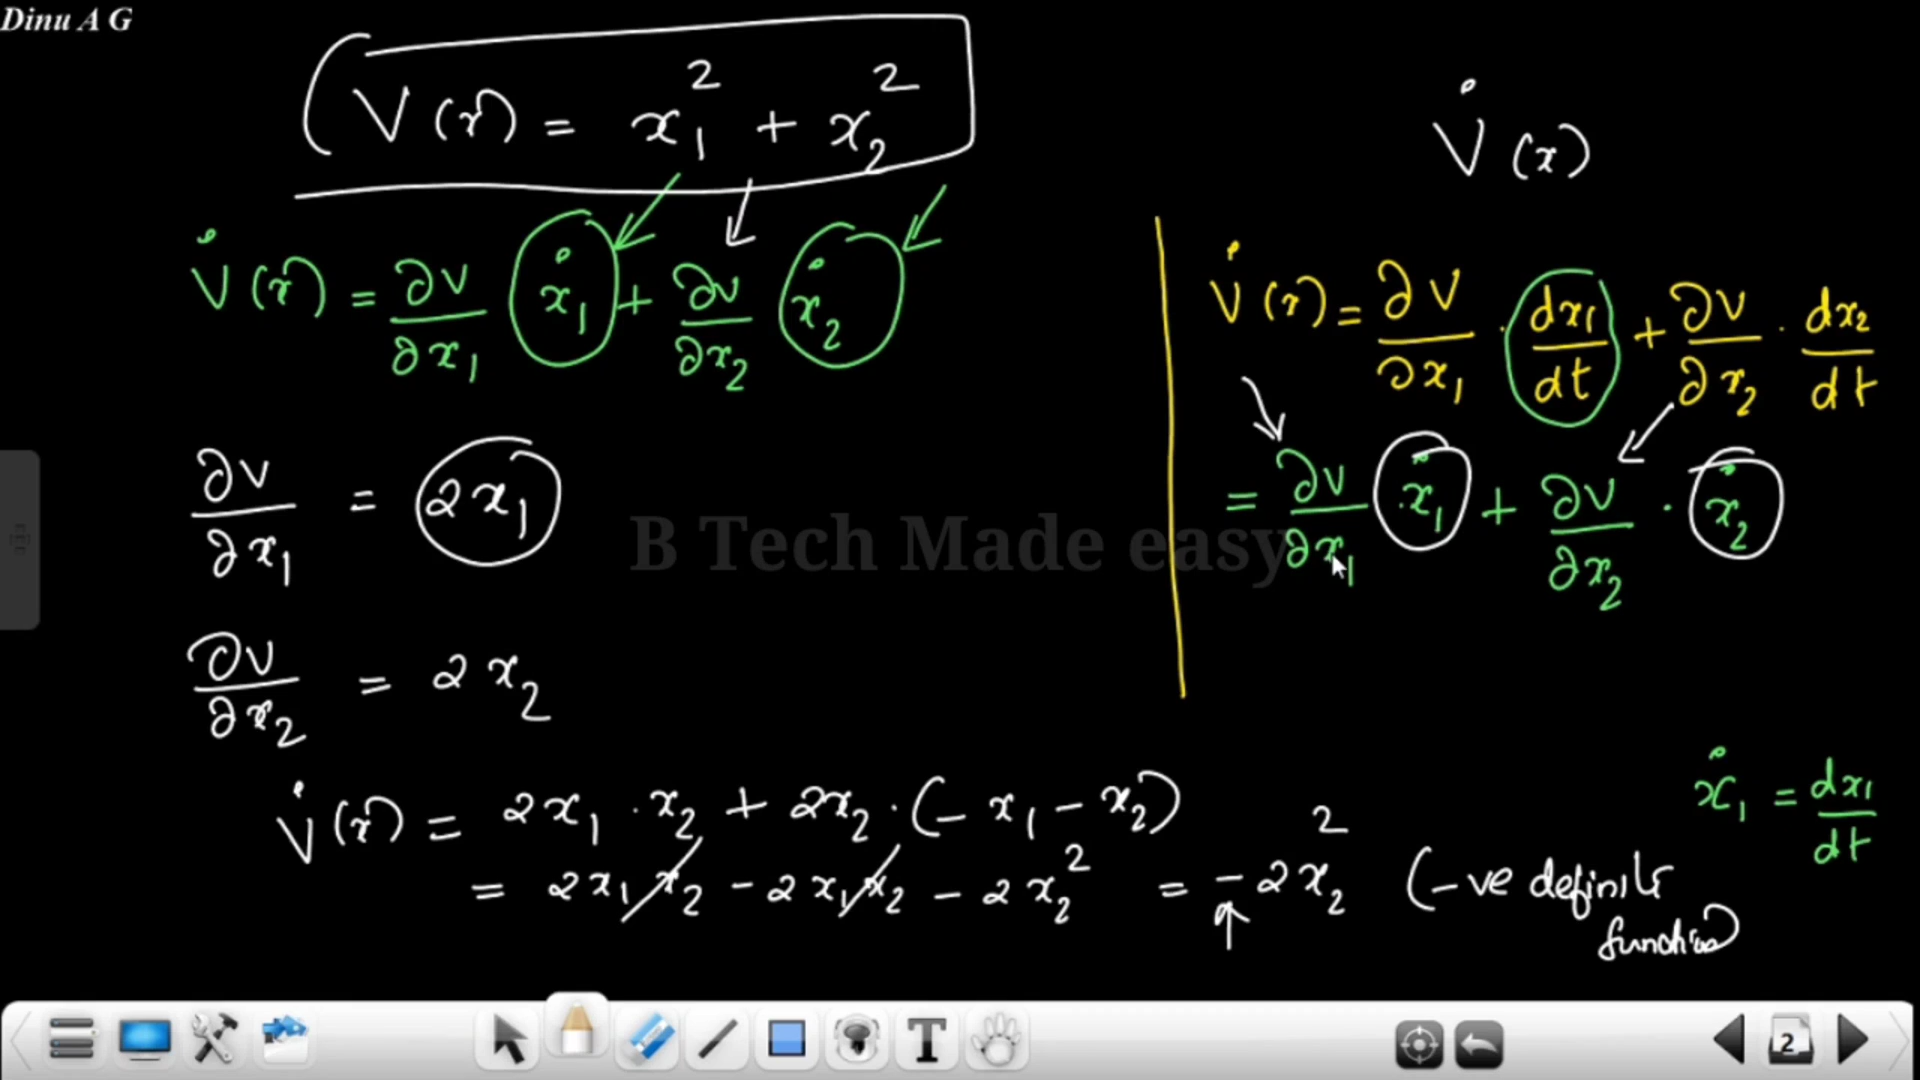 Dinu A G
V(x) = x₁² + x₂²
V̇(x)
V̇(x) = ∂V/∂x₁ ẋ₁ + ∂V/∂x₂ ẋ₂
V̇(x) = ∂V/∂x₁ · dx₁/dt + ∂V/∂x₂ · dx₂/dt
= ∂V/∂x₁ · ẋ₁ + ∂V/∂x₂ · ẋ₂
∂V/∂x₁ = 2x₁
B Tech Made easy
∂V/∂x₂ = 2x₂
ẋ₁ = dx₁/dt
V̇(x) = 2x₁ · x₂ + 2x₂ · (-x₁ - x₂)
= 2x₁x₂ - 2x₁x₂ - 2x₂² = -2x₂² (-ve definite
function)
T
2